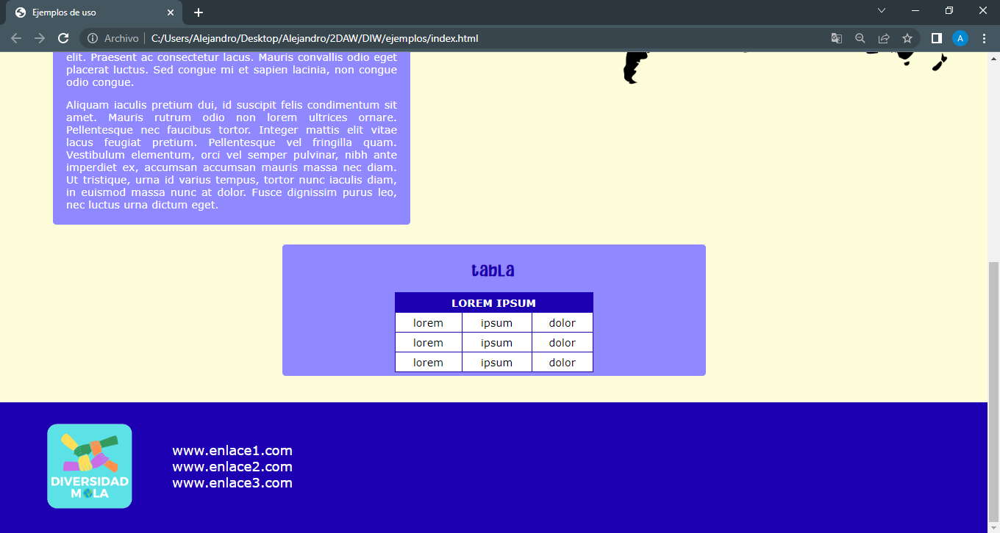 Ejemplos de uso
Archivo
C:/Users/Alejandro/Desktop/Alejandro/2DAW/DIW/ejemplos/index.html
A
elit. Praesent ac consectetur lacus. Mauris convallis odio eget
placerat luctus. Sed congue mi et sapien lacinia, non congue
odio congue.
Aliquam iaculis pretium dui, id suscipit felis condimentum sit
amet. Mauris rutrum odio non lorem ultrices ornare.
Pellentesque nec faucibus tortor. Integer mattis elit vitae
lacus feugiat pretium. Pellentesque vel fringilla quam.
Vestibulum elementum, orci vel semper pulvinar, nibh ante
imperdiet ex, accumsan accumsan mauris massa nec diam.
Ut tristique, urna id varius tempus, tortor nunc iaculis diam,
in euismod massa nunc at dolor. Fusce dignissim purus leo,
nec luctus urna dictum eget.
tabla
LOREM IPSUM
lorem ipsum dolor
lorem ipsum dolor
lorem ipsum dolor
DIVERSIDAD
MOLA
www.enlace1.com
www.enlace2.com
www.enlace3.com